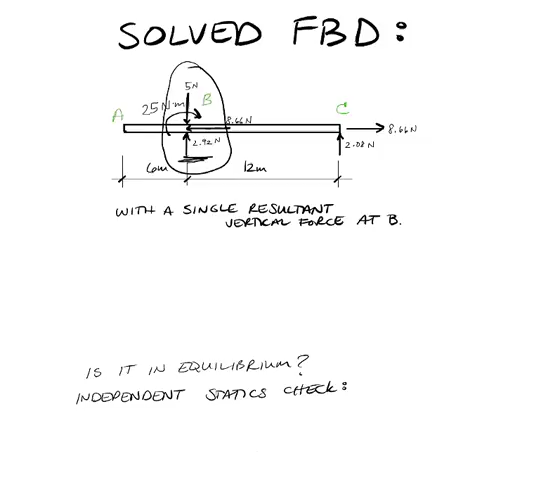 SOLVED FBD:
5N
25N·m B
A C
8.66N 8.66N
2.92N 2.08N
6m 12m
WITH A SINGLE RESULTANT
VERTICAL FORCE AT B.
IS IT IN EQUILIBRIUM?
INDEPENDENT STATICS CHECK: